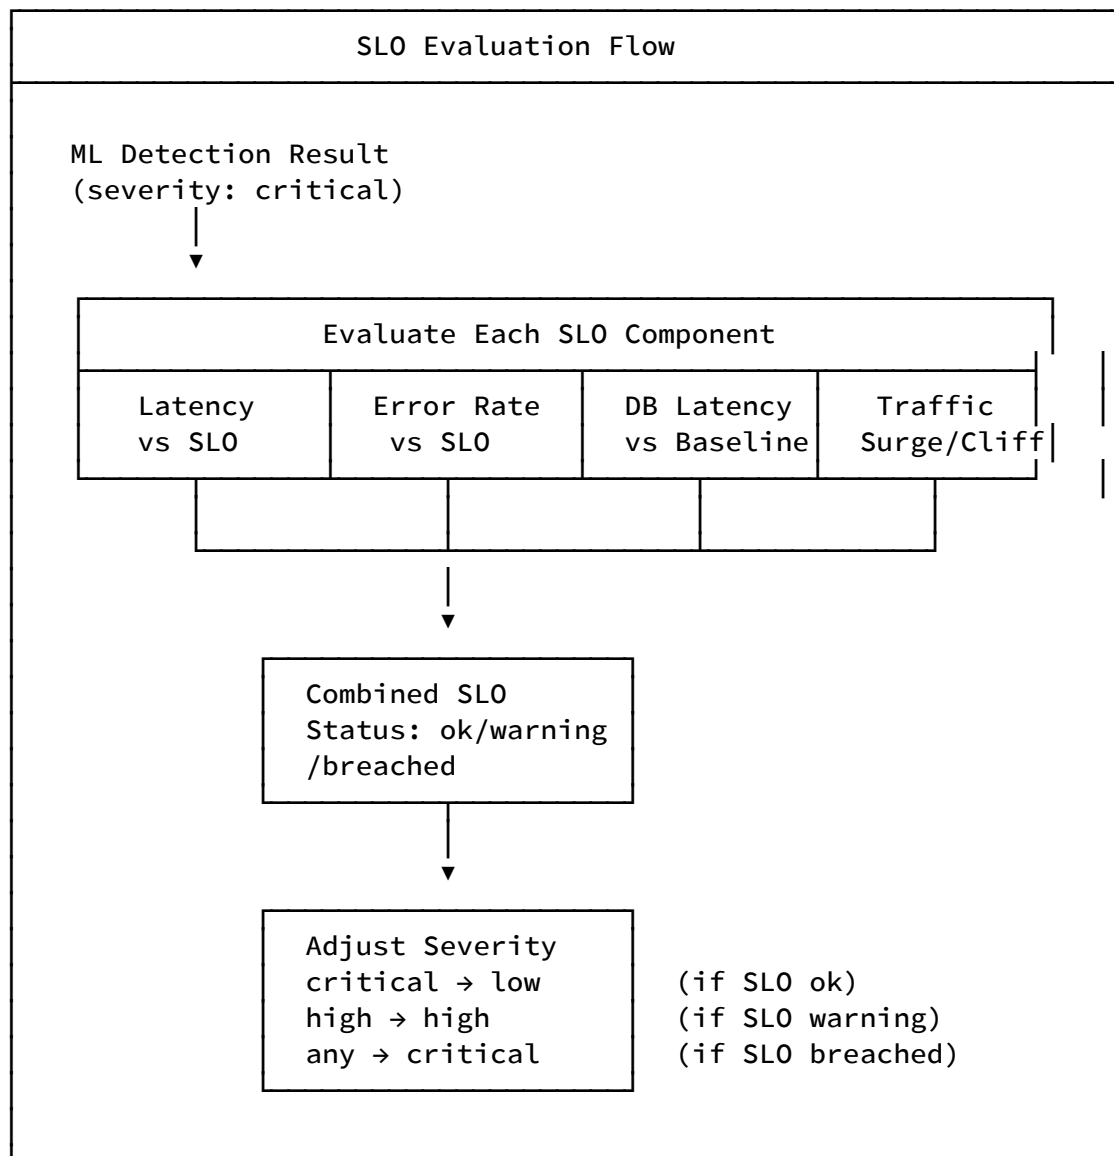 SLO Evaluation Flow
ML Detection Result
(severity: critical)
Evaluate Each SLO Component
Latency
vs SLO
Error Rate
vs SLO
DB Latency
vs Baseline
Traffic
Surge/Cliff
Combined SLO
Status: ok/warning
/breached
Adjust Severity
critical → low (if SLO ok)
high → high (if SLO warning)
any → critical (if SLO breached)